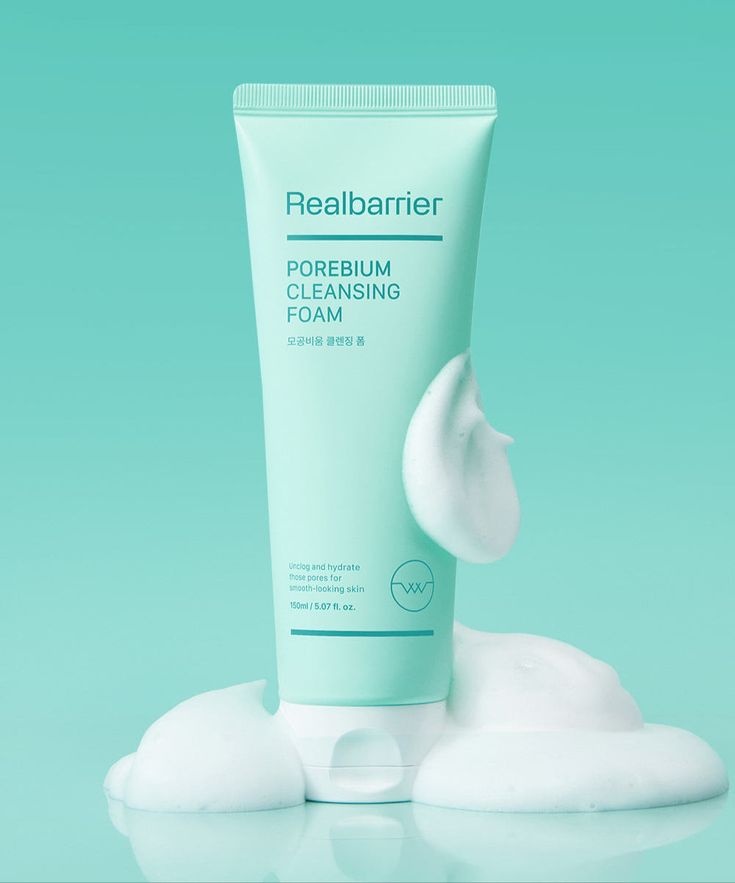 Realbarrier
POREBIUM
CLEANSING
FOAM
모공비움 클렌징 폼
Unclog and hydrate
those pores for
smooth-looking skin
150ml / 5.07 fl. oz.